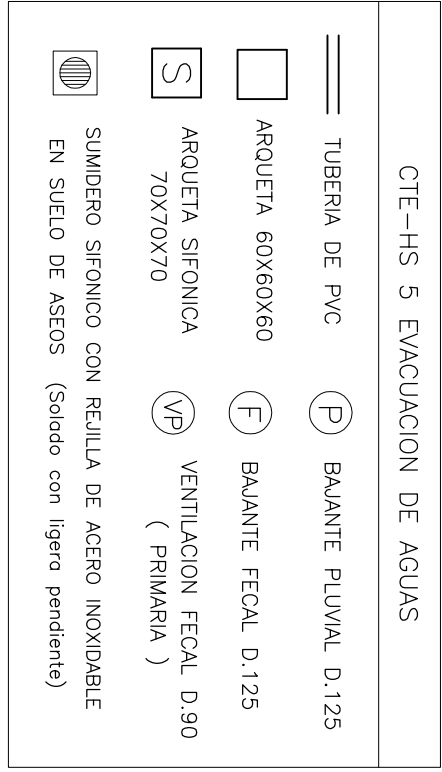 CTE-HS 5 EVACUACION DE AGUAS
TUBERIA DE PVC
P BAJANTE PLUVIAL D.125
ARQUETA 60X60X60
F BAJANTE FECAL D.125
S ARQUETA SIFONICA
70X70X70
VP VENTILACION FECAL D.90
( PRIMARIA )
SUMIDERO SIFONICO CON REJILLA DE ACERO INOXIDABLE
EN SUELO DE ASEOS (Solado con ligera pendiente)